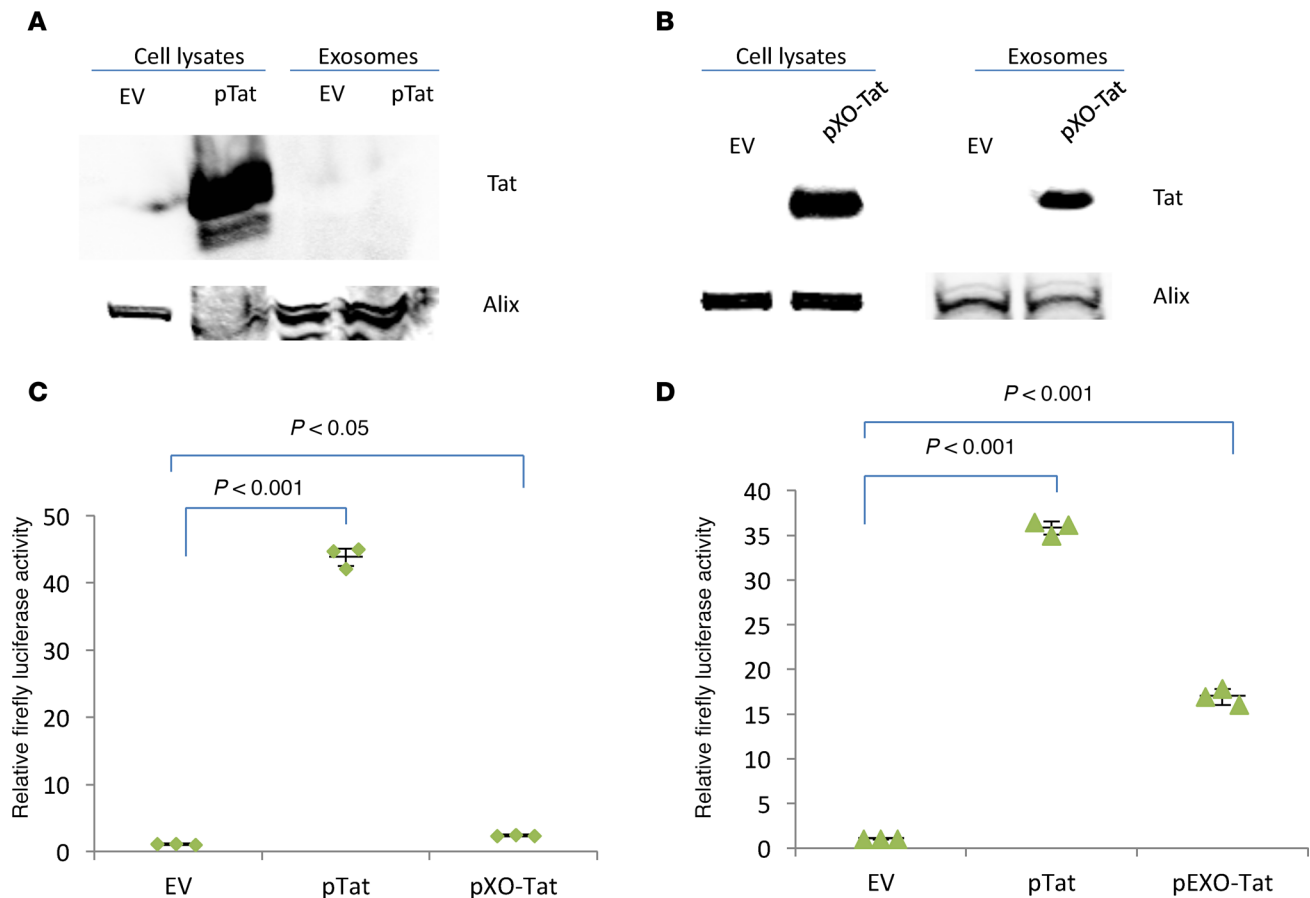 A
Cell lysates Exosomes
EV pTat EV pTat
Tat
Alix
B
Cell lysates Exosomes
EV pXO-Tat EV pXO-Tat
Tat
Alix
C
P < 0.05
P < 0.001
Relative firefly luciferase activity
50
40
30
20
10
0
EV pTat pXO-Tat
D
P < 0.001
P < 0.001
Relative firefly luciferase activity
40
35
30
25
20
15
10
5
0
EV pTat pEXO-Tat